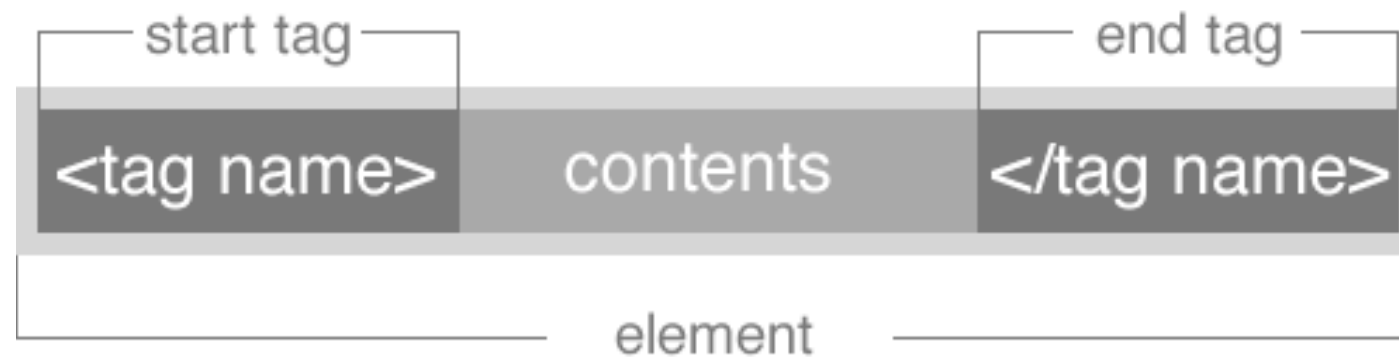 start tag end tag
<tag name> contents </tag name>
element